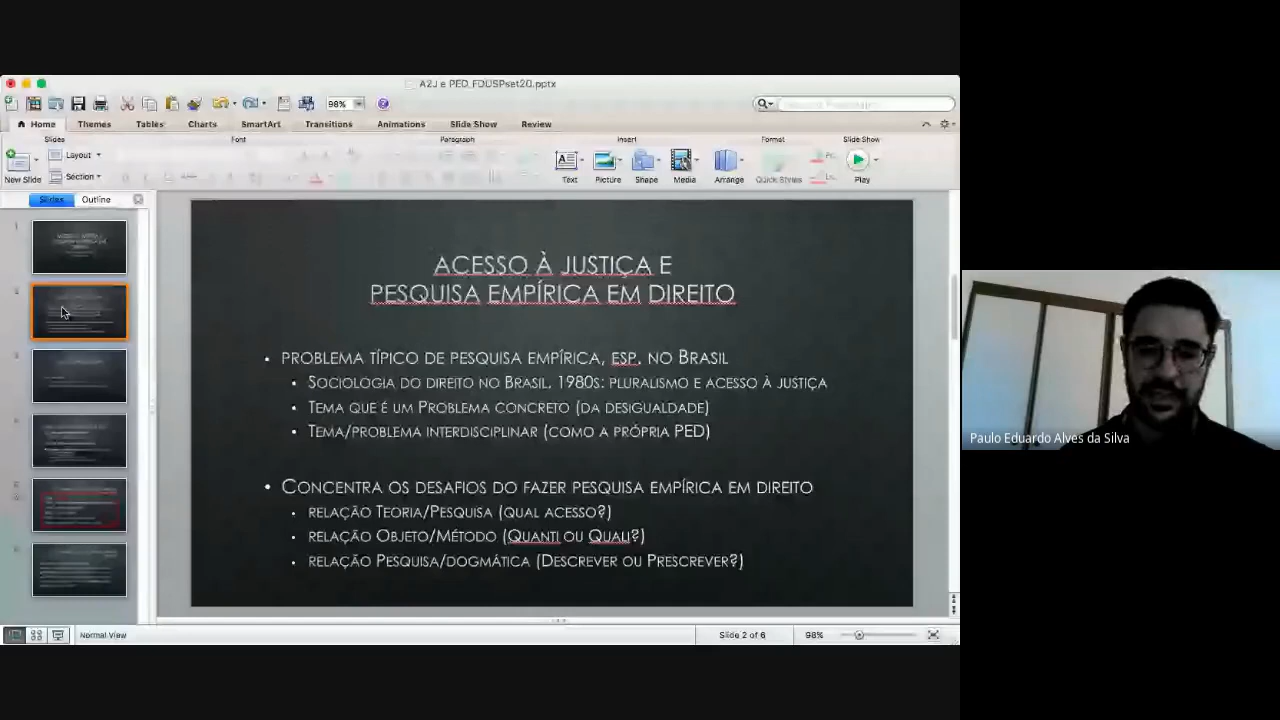 A2J e PED_FDUSPset20.pptx
98%
Home Themes Tables Charts SmartArt Transitions Animations Slide Show Review
Slides Font Paragraph Insert Format Slide Show
New Slide Layout Section Text Picture Shape Media Arrange Quick Styles Play
Slides Outline
ACESSO À JUSTIÇA E
PESQUISA EMPÍRICA EM DIREITO
• PROBLEMA TÍPICO DE PESQUISA EMPÍRICA, ESP. NO BRASIL
• SOCIOLOGIA DO DIREITO NO BRASIL, 1980S: PLURALISMO E ACESSO À JUSTIÇA
• TEMA QUE É UM PROBLEMA CONCRETO (DA DESIGUALDADE)
• TEMA/PROBLEMA INTERDISCIPLINAR (COMO A PRÓPRIA PED)
• CONCENTRA OS DESAFIOS DO FAZER PESQUISA EMPÍRICA EM DIREITO
• RELAÇÃO TEORIA/PESQUISA (QUAL ACESSO?)
• RELAÇÃO OBJETO/MÉTODO (QUANTI OU QUALI?)
• RELAÇÃO PESQUISA/DOGMÁTICA (DESCREVER OU PRESCREVER?)
Paulo Eduardo Alves da Silva
Normal View Slide 2 of 6 98%